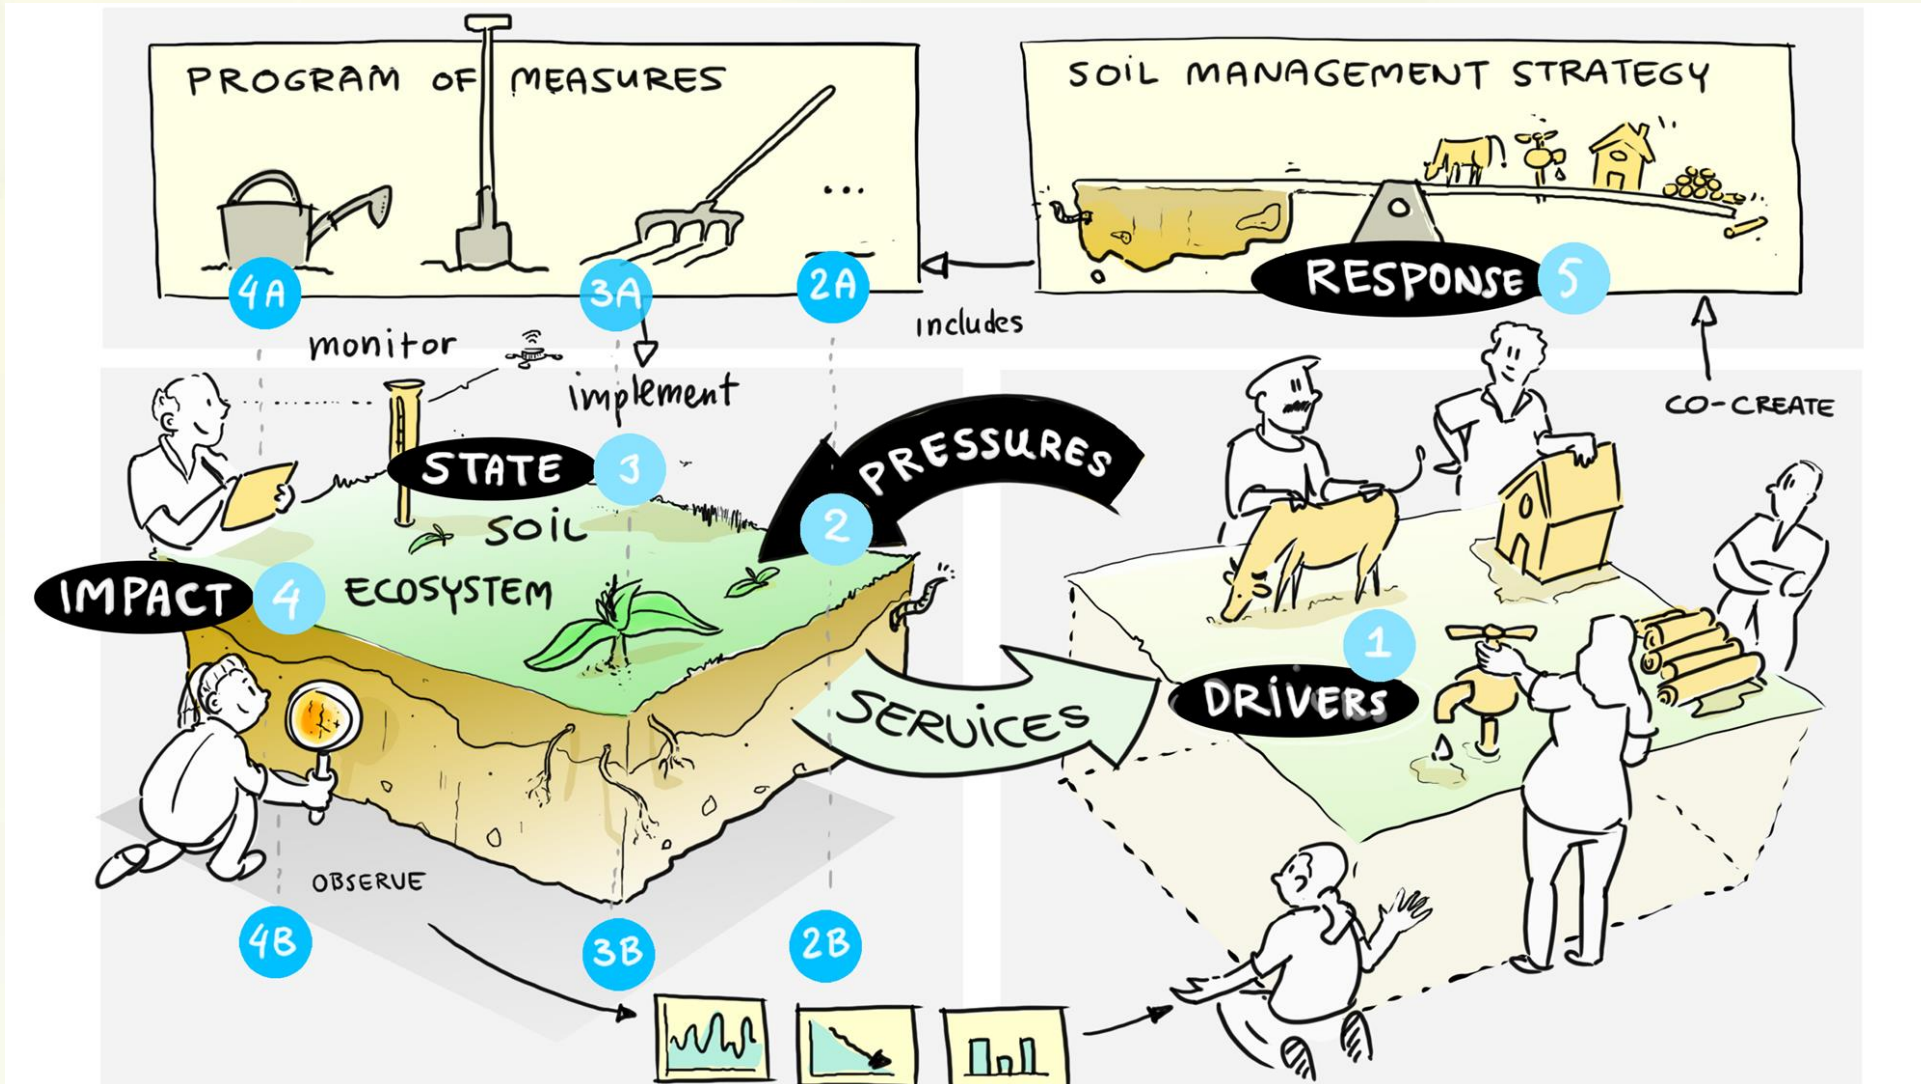 PROGRAM OF MEASURES
SOIL MANAGEMENT STRATEGY
...
RESPONSE 5
4A
3A
2A
includes
monitor
implement
CO-CREATE
PRESSURES
STATE 3
2
SOIL
IMPACT 4
ECOSYSTEM
1
DRIVERS
SERVICES
OBSERVE
4B
3B
2B